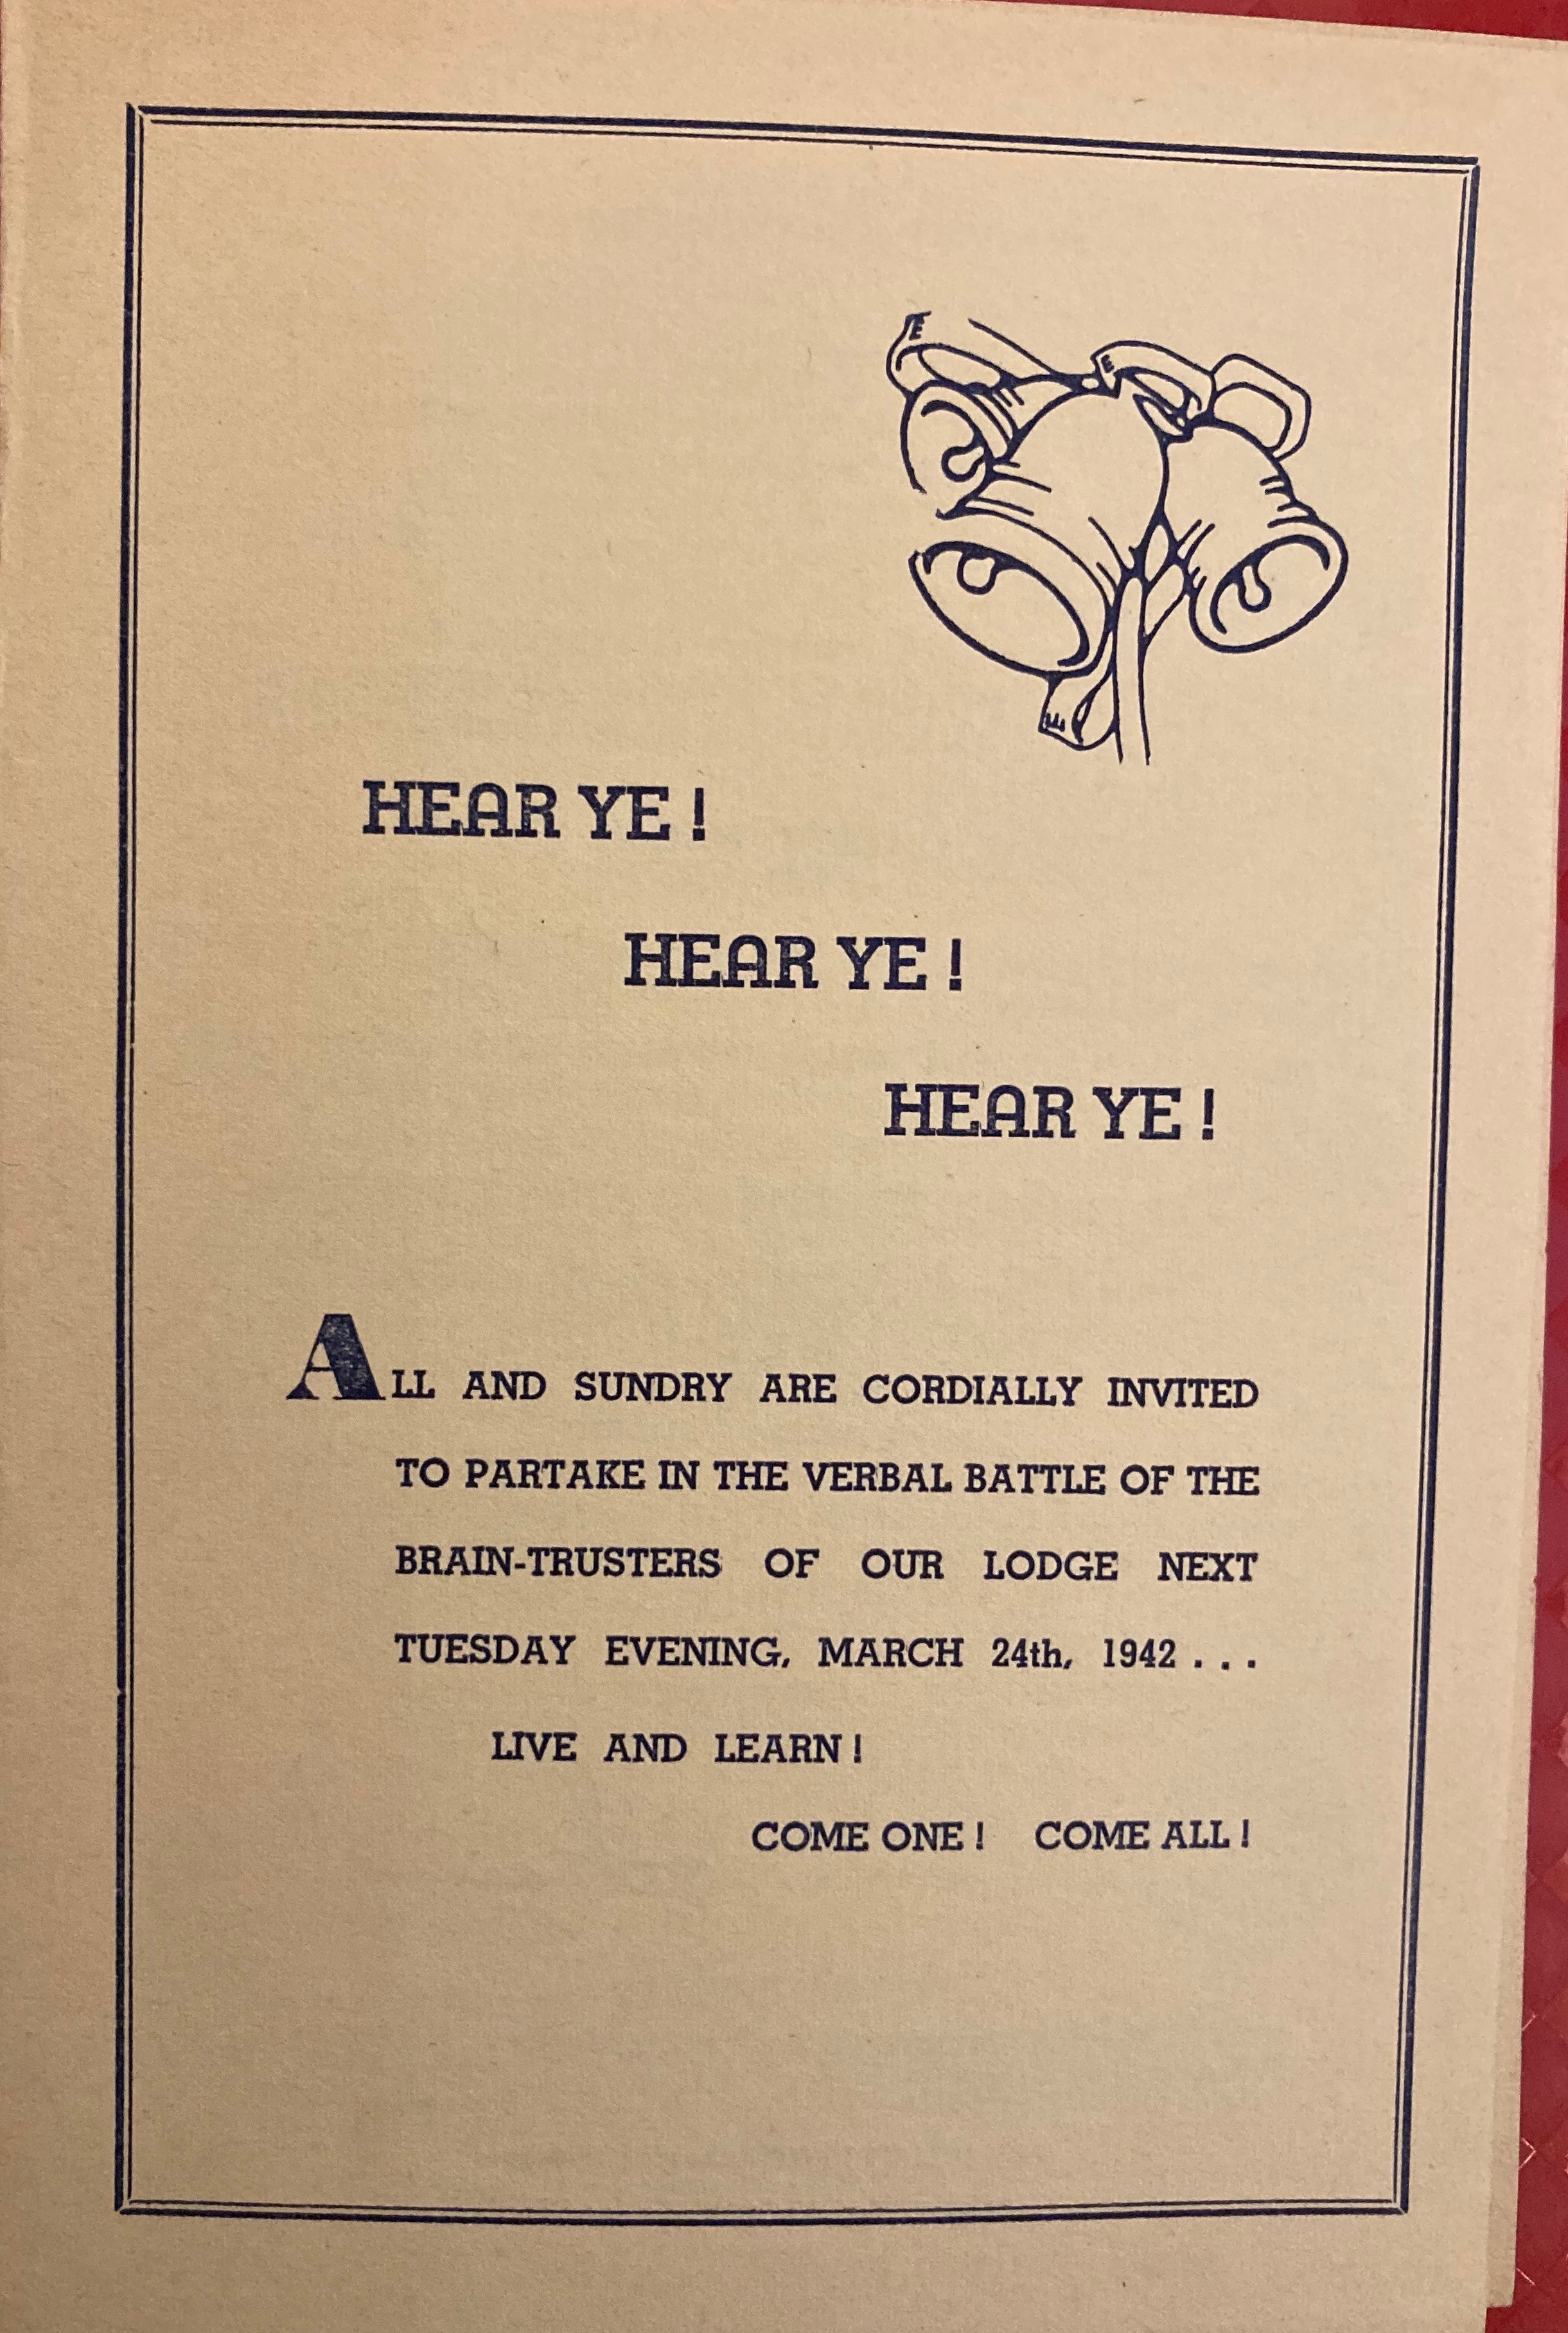 HEAR YE !
HEAR YE !
HEAR YE !
ALL AND SUNDRY ARE CORDIALLY INVITED
TO PARTAKE IN THE VERBAL BATTLE OF THE
BRAIN-TRUSTERS OF OUR LODGE NEXT
TUESDAY EVENING, MARCH 24th, 1942 . . .
LIVE AND LEARN !
COME ONE ! COME ALL !